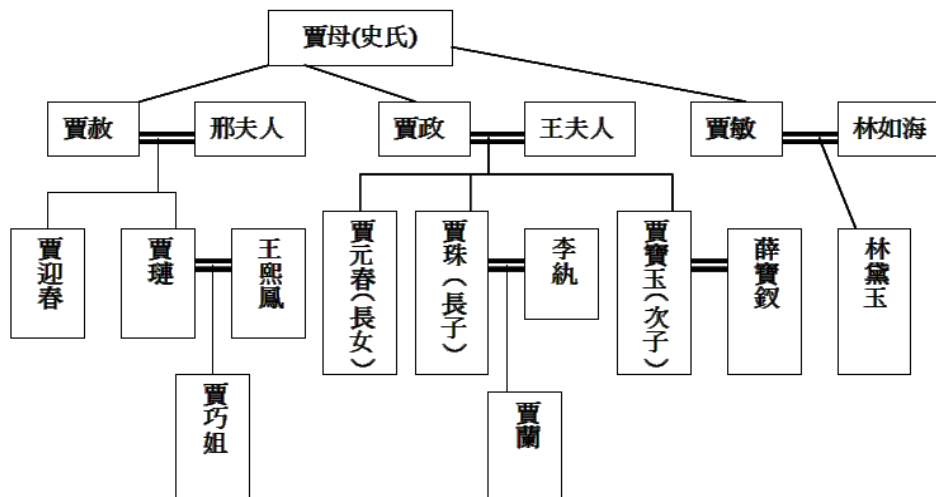 賈母(史氏)
賈赦
邢夫人
賈政
王夫人
賈敏
林如海
賈迎春
賈璉
王熙鳳
賈元春(長女)
賈珠(長子)
李紈
賈寶玉(次子)
薛寶釵
林黛玉
賈巧姐
賈蘭